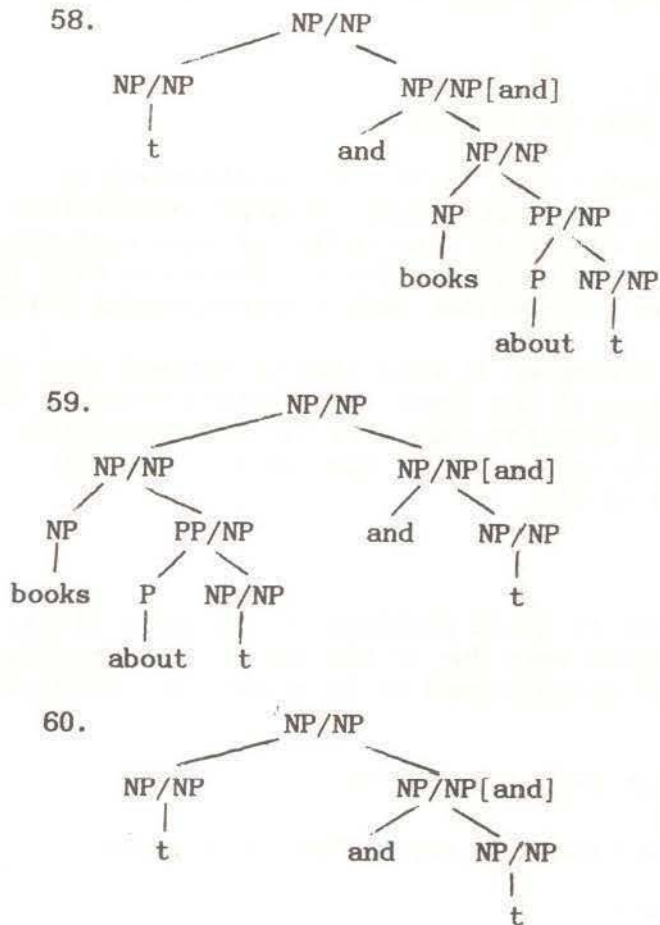 58. NP/NP
NP/NP NP/NP[and]
t and NP/NP
NP PP/NP
books P NP/NP
about t
59. NP/NP
NP/NP NP/NP[and]
NP PP/NP and NP/NP
books P NP/NP t
about t
60. NP/NP
NP/NP NP/NP[and]
t and NP/NP
t